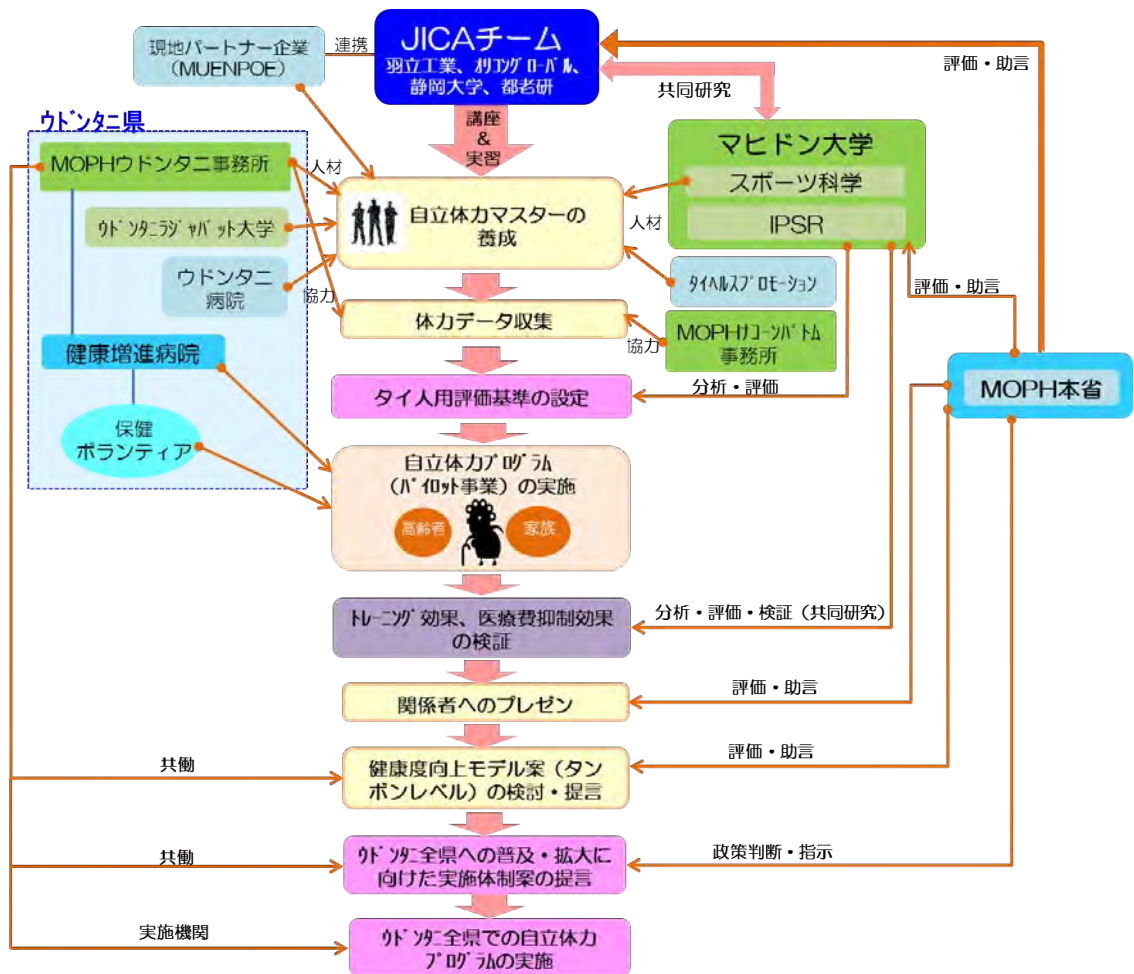 現地パートナー企業
(MUENPOE)
連携
JICAチーム
羽立工業、ｵﾘｺﾝｸﾞﾛｰﾊﾞﾙ、
静岡大学、都老研
評価・助言
共同研究
講座
&
実習
ウドンタニ県
MOPHウドンタニ事務所
人材
ｳﾄﾞﾝﾀﾆﾗｼﾞｬﾊﾞｯﾄ大学
ウドンタニ
病院
協力
健康増進病院
保健
ボランティア
マヒドン大学
スポーツ科学
IPSR
人材
自立体力マスターの
養成
ﾀｲﾍﾙｽﾌﾟﾛﾓｰｼｮﾝ
評価・助言
体力データ収集
協力
MOPHﾅｺｰﾝﾊﾟﾄﾑ
事務所
MOPH本省
タイ人用評価基準の設定
分析・評価
自立体力ﾌﾟﾛｸﾞﾗﾑ
(ﾊﾟｲﾛｯﾄ事業）の実施
高齢者
家族
ﾄﾚｰﾆﾝｸﾞ効果、医療費抑制効果
の検証
分析・評価・検証（共同研究）
関係者へのプレゼン
評価・助言
共働
健康度向上モデル案（タン
ボンレベル）の検討・提言
評価・助言
共働
ｳﾄﾞﾝﾀﾆ全県への普及・拡大に
向けた実施体制案の提言
政策判断・指示
実施機関
ｳﾄﾞﾝﾀﾆ全県での自立体力
ﾌﾟﾛｸﾞﾗﾑの実施